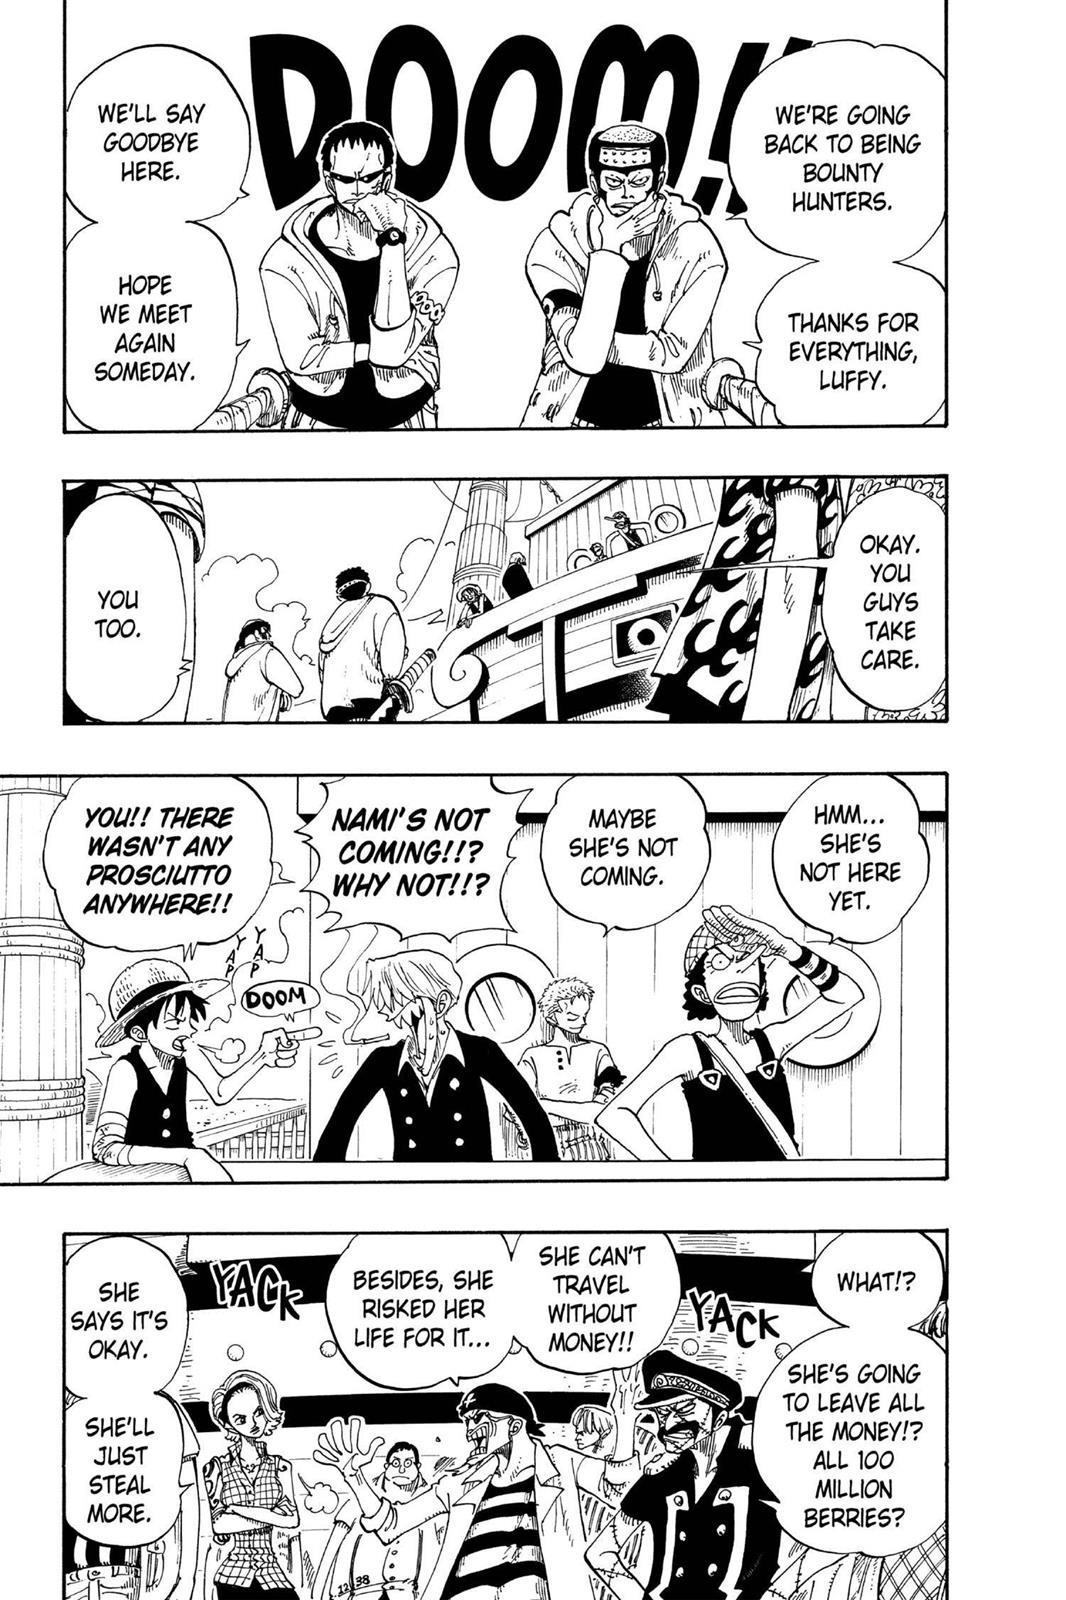 DOOM!!
WE'RE GOING
BACK TO BEING
BOUNTY
HUNTERS.
THANKS FOR
EVERYTHING,
LUFFY.
WE'LL SAY
GOODBYE
HERE.
HOPE
WE MEET
AGAIN
SOMEDAY.
OKAY.
YOU
GUYS
TAKE
CARE.
YOU
TOO.
HMM...
SHE'S
NOT HERE
YET.
MAYBE
SHE'S NOT
COMING.
NAMI'S NOT
COMING!!?
WHY NOT!!?
YOU!! THERE
WASN'T ANY
PROSCIUTTO
ANYWHERE!!
YAP
YAP
DOOM
WHAT!?
SHE'S GOING
TO LEAVE ALL
THE MONEY!?
ALL 100
MILLION
BERRIES?
YACK
SHE CAN'T
TRAVEL
WITHOUT
MONEY!!
BESIDES, SHE
RISKED HER
LIFE FOR IT...
YACK
SHE
SAYS IT'S
OKAY.
SHE'LL
JUST
STEAL
MORE.